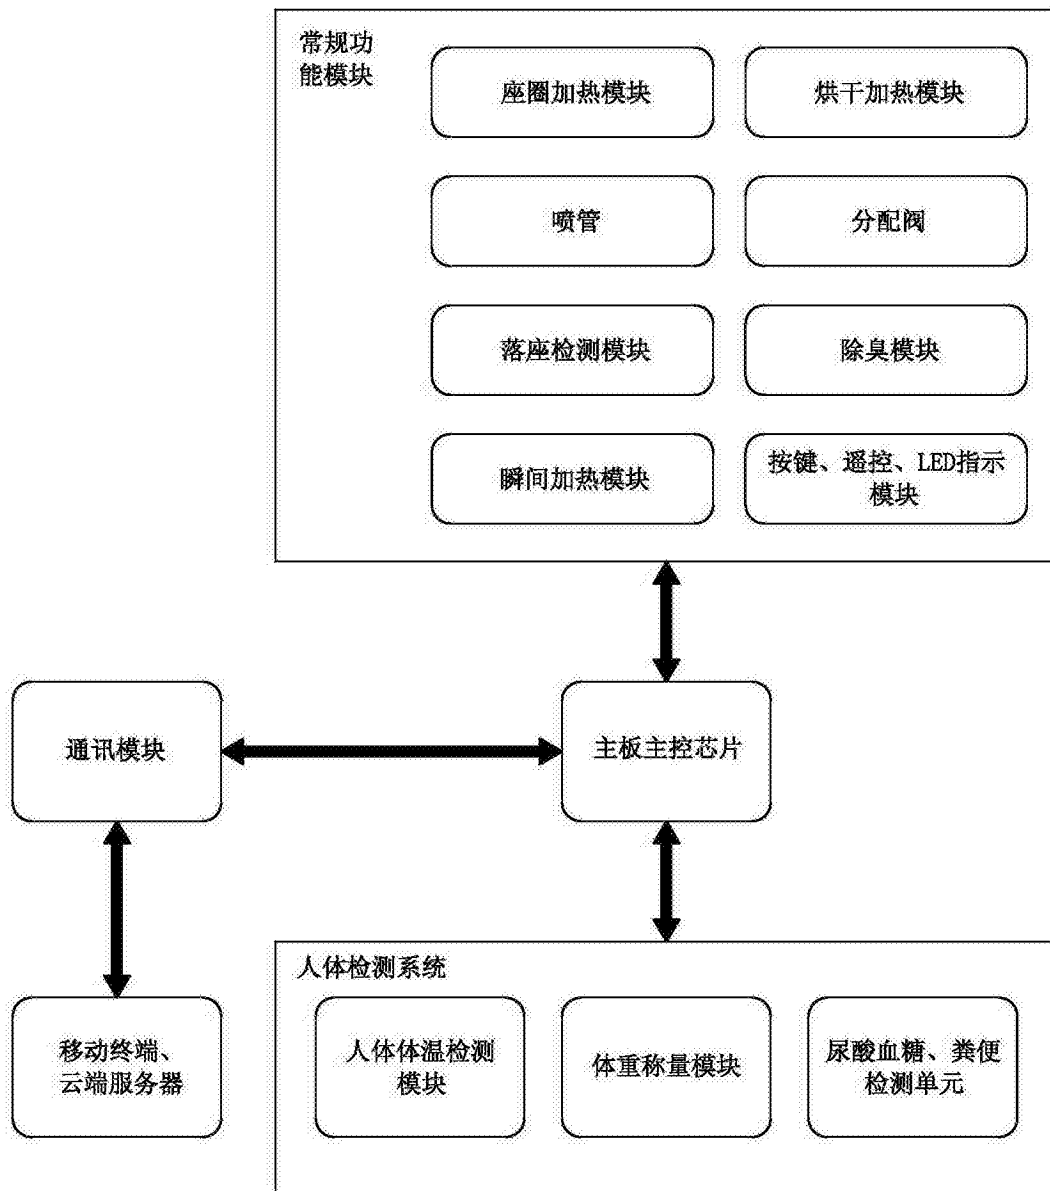 常规功
能模块
座圈加热模块
烘干加热模块
喷管
分配阀
落座检测模块
除臭模块
瞬间加热模块
按键、遥控、LED指示
模块
通讯模块
主板主控芯片
人体检测系统
移动终端、
云端服务器
人体体温检测
模块
体重称量模块
尿酸血糖、粪便
检测单元